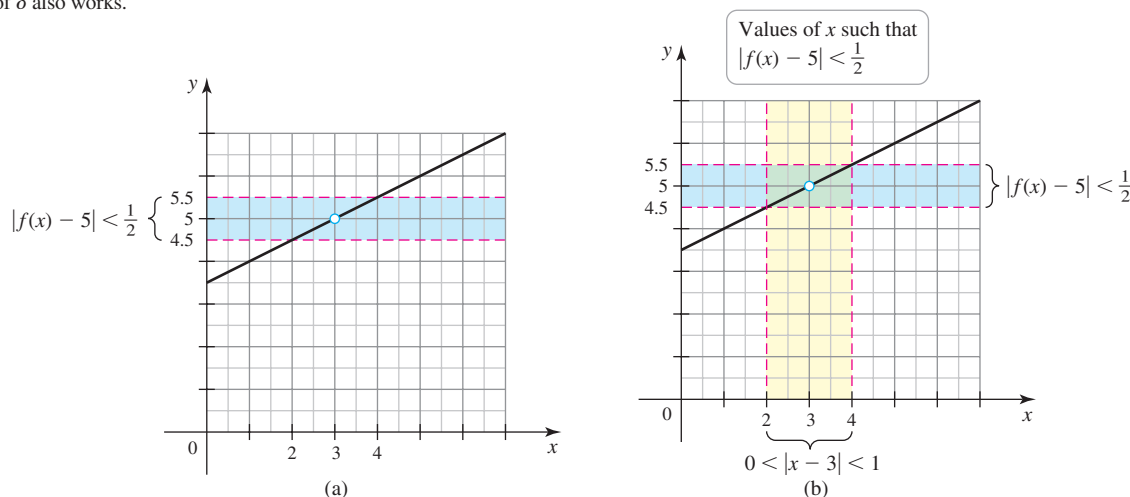 of δ also works.
y
5.5
|f(x) − 5| < 1/2 { 5
4.5
0 2 3 4 x
(a)
Values of x such that
|f(x) − 5| < 1/2
y
5.5
5 } |f(x) − 5| < 1/2
4.5
0 2 3 4 x
0 < |x − 3| < 1
(b)